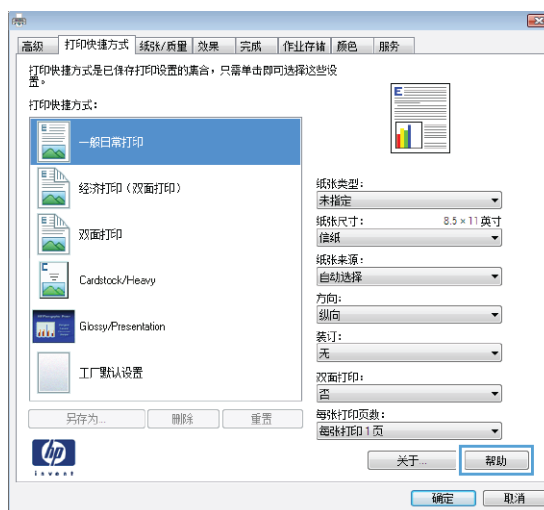 高级 打印快捷方式 纸张/质量 效果 完成 作业存储 颜色 服务
打印快捷方式是已保存打印设置的集合，只需单击即可选择这些设
置。
打印快捷方式：
一般日常打印
经济打印（双面打印）
双面打印
Cardstock/Heavy
Glossy/Presentation
工厂默认设置
另存为... 删除 重置
E
纸张类型：
未指定
纸张尺寸： 8.5 × 11 英寸
信纸
纸张来源：
自动选择
方向：
纵向
装订：
无
双面打印：
否
每张打印页数：
每张打印 1 页
hp
invent
关于... 帮助
确定 取消